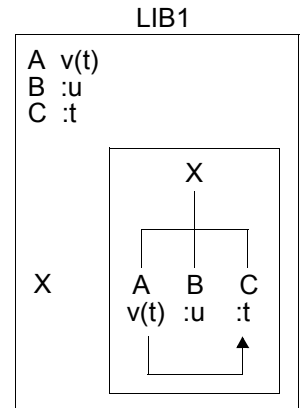 LIB1
A v(t)
B :u
C :t
X
X A B C
v(t) :u :t